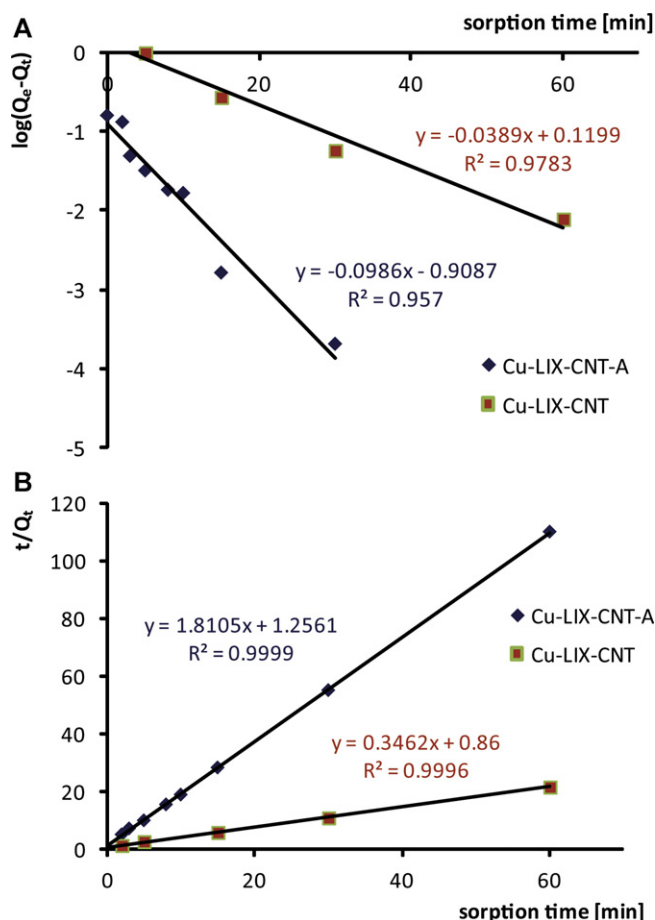 A
sorption time [min]
log(Qe-Qt)
0 20 40 60
0
-1
-2
-3
-4
-5
y = -0.0389x + 0.1199
R² = 0.9783
y = -0.0986x - 0.9087
R² = 0.957
Cu-LIX-CNT-A
Cu-LIX-CNT
B
t/Qt
120
100
80
60
40
20
0
y = 1.8105x + 1.2561
R² = 0.9999
Cu-LIX-CNT-A
Cu-LIX-CNT
y = 0.3462x + 0.86
R² = 0.9996
0 20 40 60
sorption time [min]